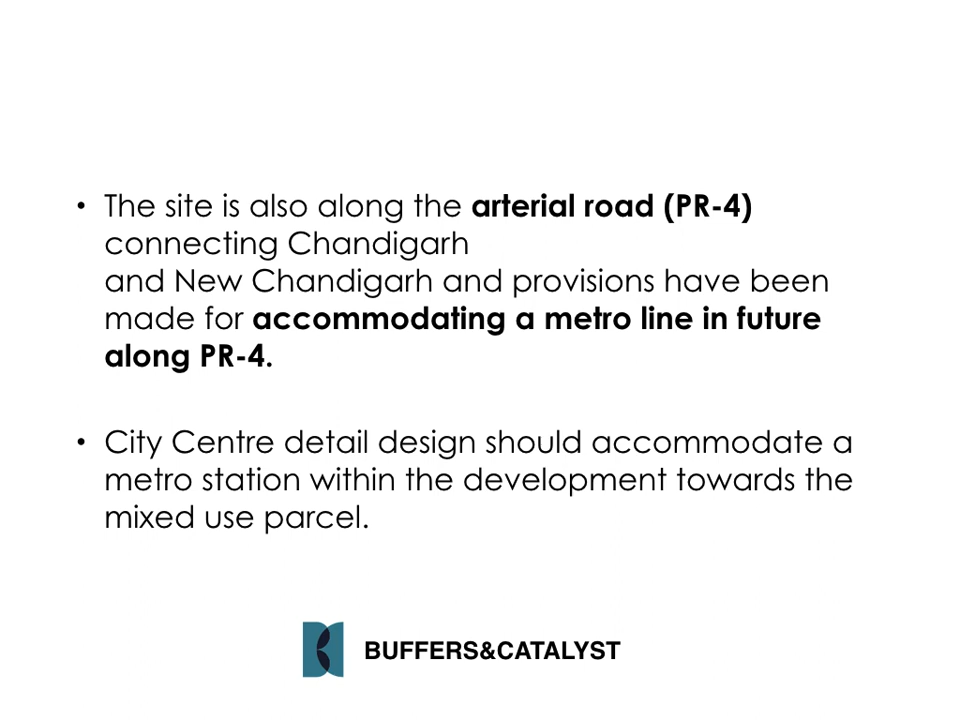 • The site is also along the arterial road (PR-4)
connecting Chandigarh
and New Chandigarh and provisions have been
made for accommodating a metro line in future
along PR-4.
• City Centre detail design should accommodate a
metro station within the development towards the
mixed use parcel.
BUFFERS&CATALYST